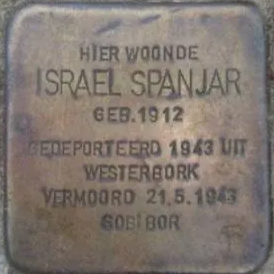 HIER WOONDE
ISRAEL SPANJAR
GEB.1912
GEDEPORTEERD 1943 UIT
WESTERBORK
VERMOORD 21.5.1943
SOBIBOR